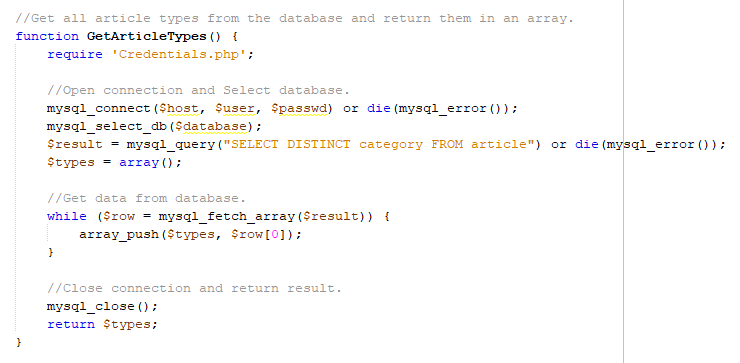 //Get all article types from the database and return them in an array.
function GetArticleTypes() {
    require 'Credentials.php';

    //Open connection and Select database.
    mysql_connect($host, $user, $passwd) or die(mysql_error());
    mysql_select_db($database);
    $result = mysql_query("SELECT DISTINCT category FROM article") or die(mysql_error());
    $types = array();

    //Get data from database.
    while ($row = mysql_fetch_array($result)) {
        array_push($types, $row[0]);
    }

    //Close connection and return result.
    mysql_close();
    return $types;
}